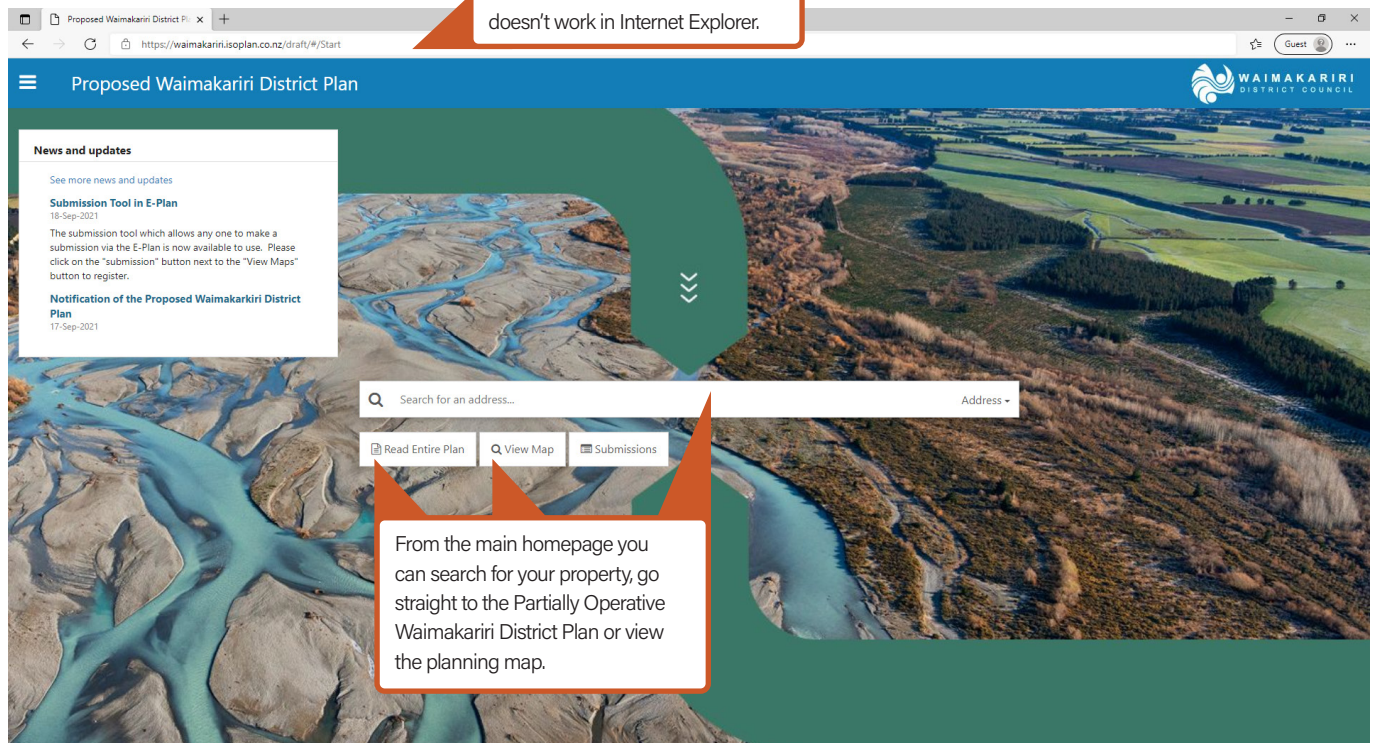 doesn't work in Internet Explorer.
Proposed Waimakariri District Pl
https://waimakariri.isoplan.co.nz/draft/#/Start
Guest
Proposed Waimakariri District Plan
WAIMAKARIRI
DISTRICT COUNCIL
News and updates
See more news and updates
Submission Tool in E-Plan
18-Sep-2021
The submission tool which allows any one to make a
submission via the E-Plan is now available to use. Please
click on the "submission" button next to the "View Maps"
button to register.
Notification of the Proposed Waimakarkiri District
Plan
17-Sep-2021
Search for an address...
Address
Read Entire Plan
View Map
Submissions
From the main homepage you
can search for your property, go
straight to the Partially Operative
Waimakariri District Plan or view
the planning map.